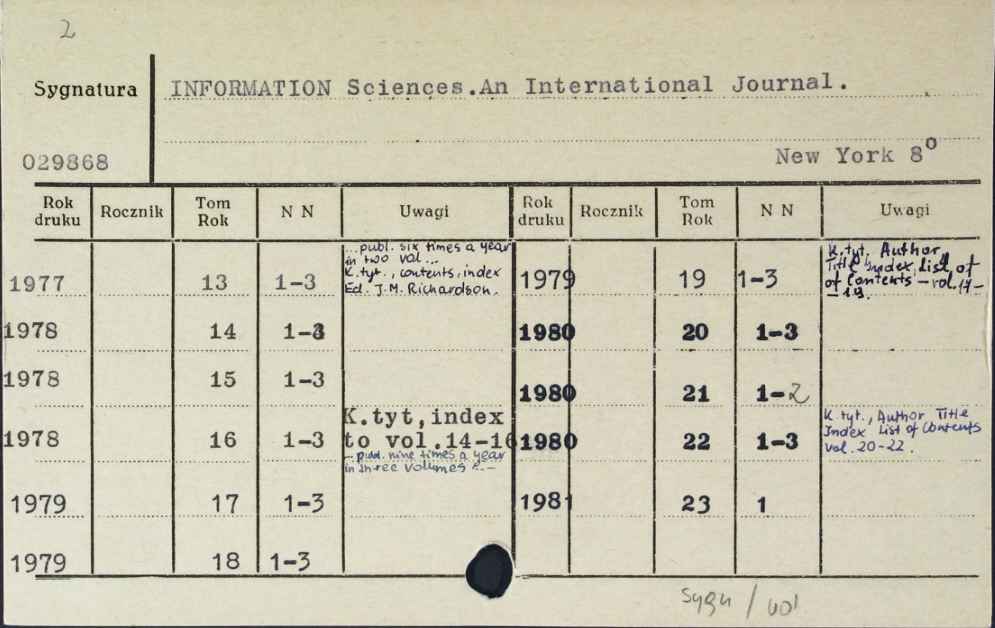 2
Sygnatura
INFORMATION Sciences.An International Journal.
029868
New York 8°
Rok druku Rocznik Tom Rok N N Uwagi Rok druku Rocznik Tom Rok N N Uwagi
1977 13 1-3
...publ. six times a year
in two vol...
K.tyt., contents, index
Ed. J.M. Richardson.
1978 14 1-3
1978 15 1-3
1978 16 1-3
K.tyt,index
to vol.14-16
...publ. nine times a year
in three volumes
1979 17 1-3
1979 18 1-3
1979 19 1-3
K.tyt, Author
Title Index, List of
of Contents - vol.17-
-19.
1980 20 1-3
1980 21 1-2
1980 22 1-3
K.tyt., Author Title
Index List of Contents
vol. 20-22.
1981 23 1
sygn / vol